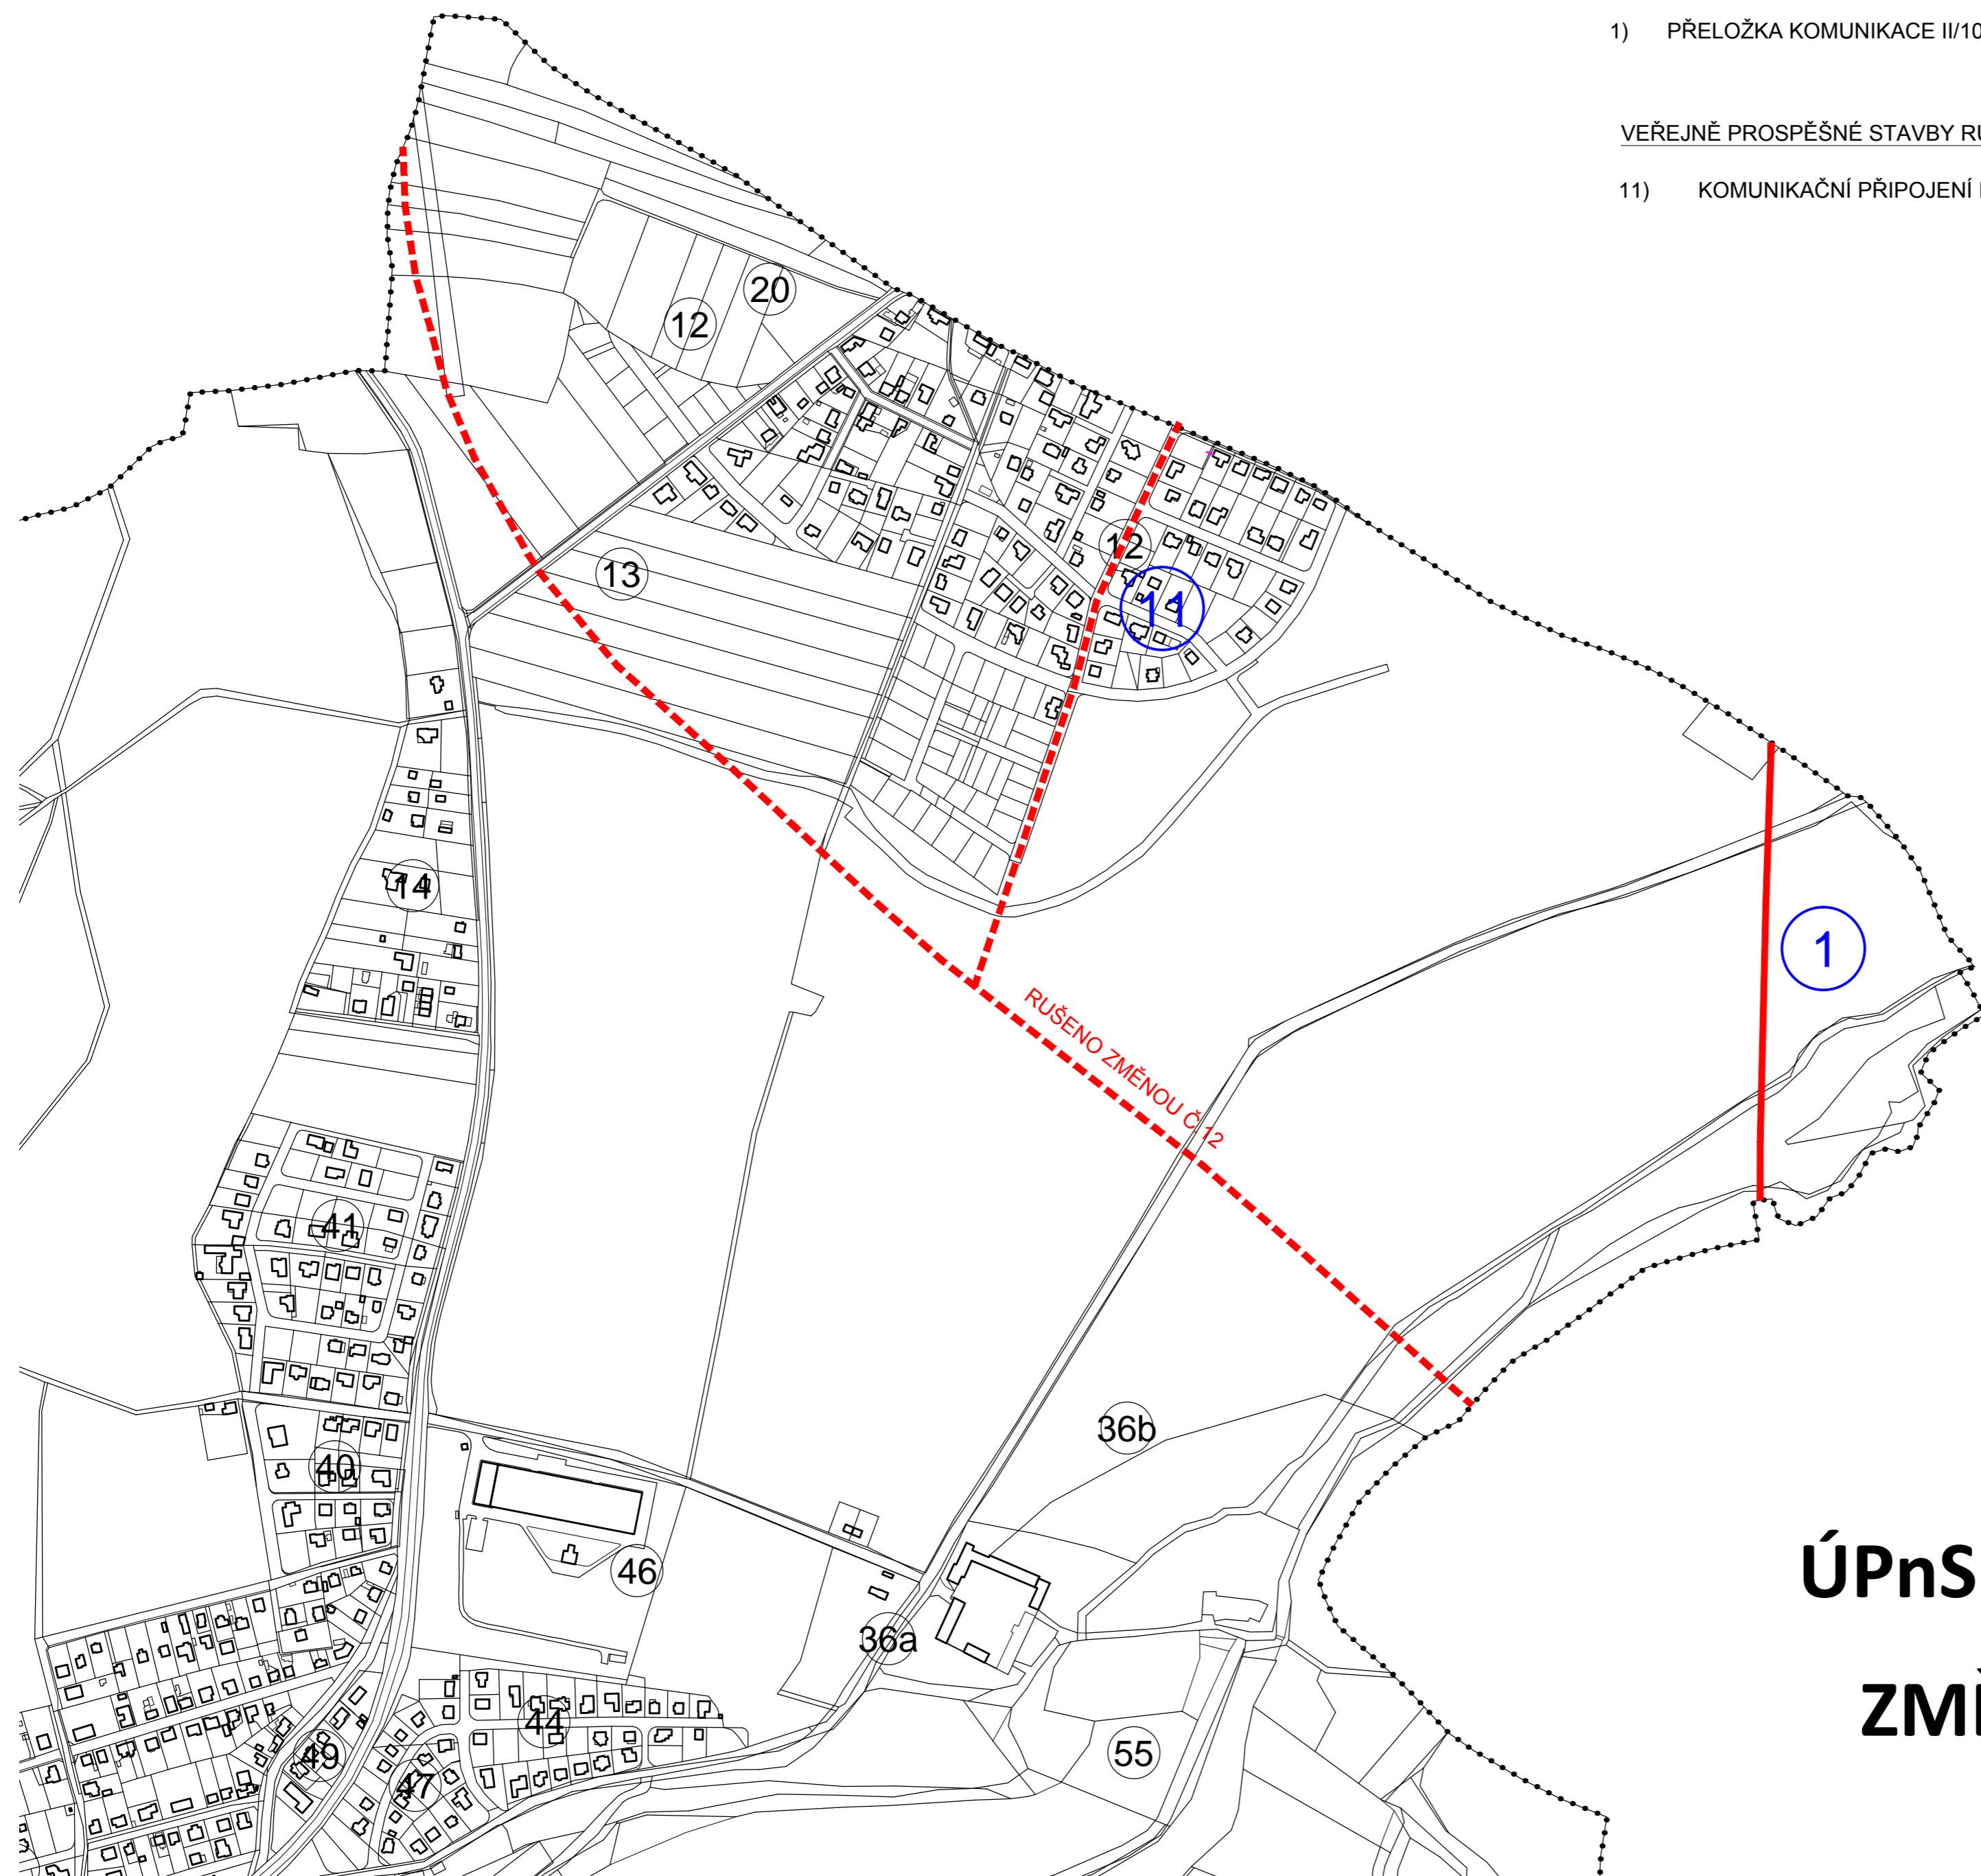 1) PŘELOŽKA KOMUNIKACE II/10
VEŘEJNĚ PROSPĚŠNÉ STAVBY RU
11) KOMUNIKAČNÍ PŘIPOJENÍ
20
12
13
12
11
14
1
RUŠENO ZMĚNOU Č.12
41
36b
40
46
36a
44
49
47
55
ÚPnS
ZMĚ